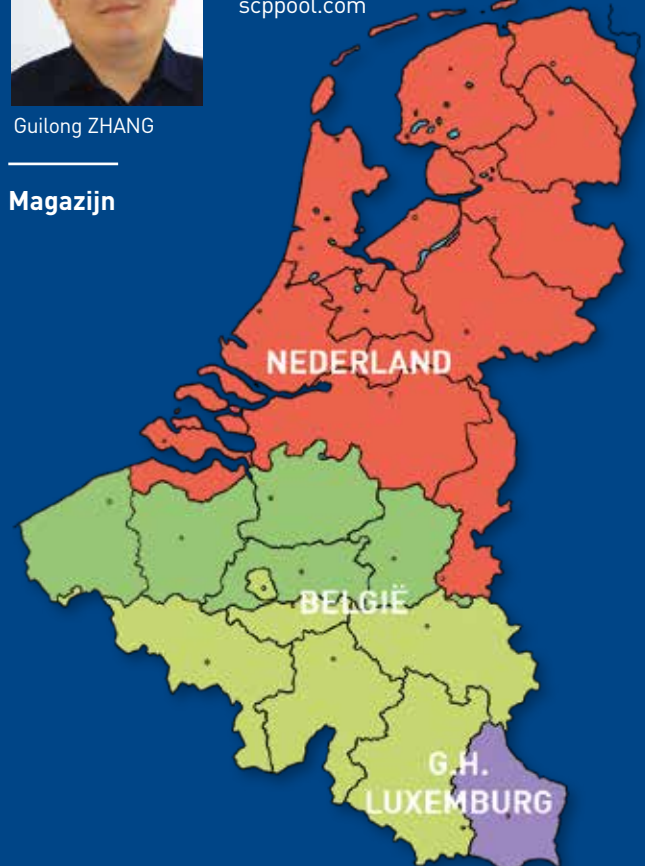 scppool.com
Guilong ZHANG
Magazijn
NEDERLAND
BELGIË
G.H.
LUXEMBURG